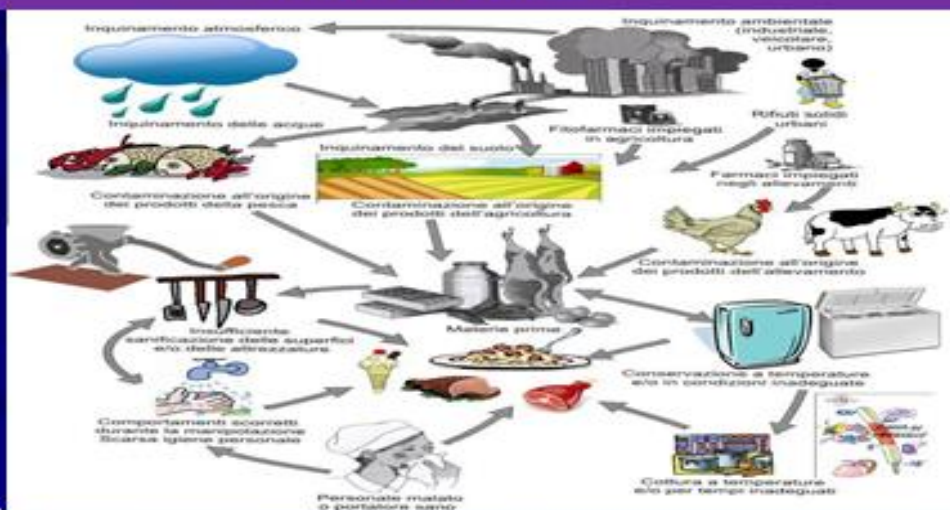 Inquinamento atmosferico
Inquinamento ambientale
(industriale,
veicolare,
urbano)
Inquinamento delle acque
Fitofarmaci impiegati
in agricoltura
Rifiuti solidi
urbani
Inquinamento del suolo
Farmaci impiegati
negli allevamenti
Contaminazione all'origine
dei prodotti della pesca
Contaminazione all'origine
dei prodotti dell'agricoltura
Contaminazione all'origine
dei prodotti dell'allevamento
Materie prime
Insufficiente
sanificazione delle superfici
e/o delle attrezzature
Conservazione a temperature
e/o in condizioni inadeguate
Comportamenti scorretti
durante la manipolazione
Scarsa igiene personale
Cottura a temperature
e/o per tempi inadeguati
Personale malato
o portatore sano